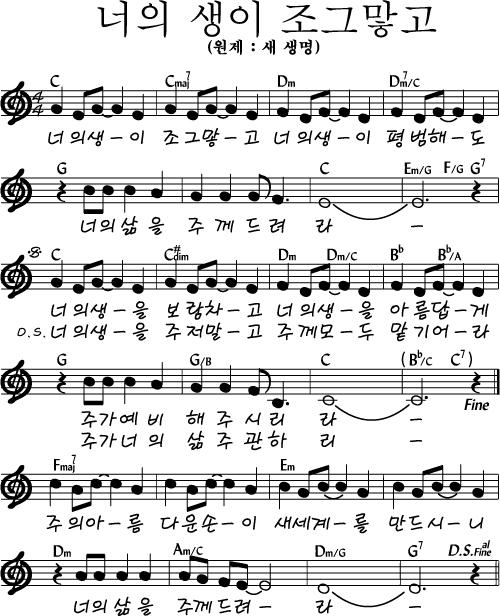 너의 생이 조그맣고
(원제 : 새 생명)
C Cmaj7 Dm Dm7/C
너 의생-이 조그맣-고 너 의생-이 평범해-도
G C Em/G F/G G7
너의삶 을 주 께 드 려 라 -
C C#dim Dm Dm/C Bb Bb/A
너 의생-을 보 람차-고 너 의생-을 아 름답-게
D.S. 너 의생-을 주 저말-고 주 께모-두 맡 기어-라
G G/B C (Bb/C C7)
Fine
주가예 비 해 주 시 리 라 -
주가너 의 삶 주 관 하 리 -
Fmaj7 Em
주 의아-름 다 운손-이 새세계-를 만드시-니
Dm Am/C Dm/G G7 D.S. al Fine
너의삶 을 주께드려- 라 -